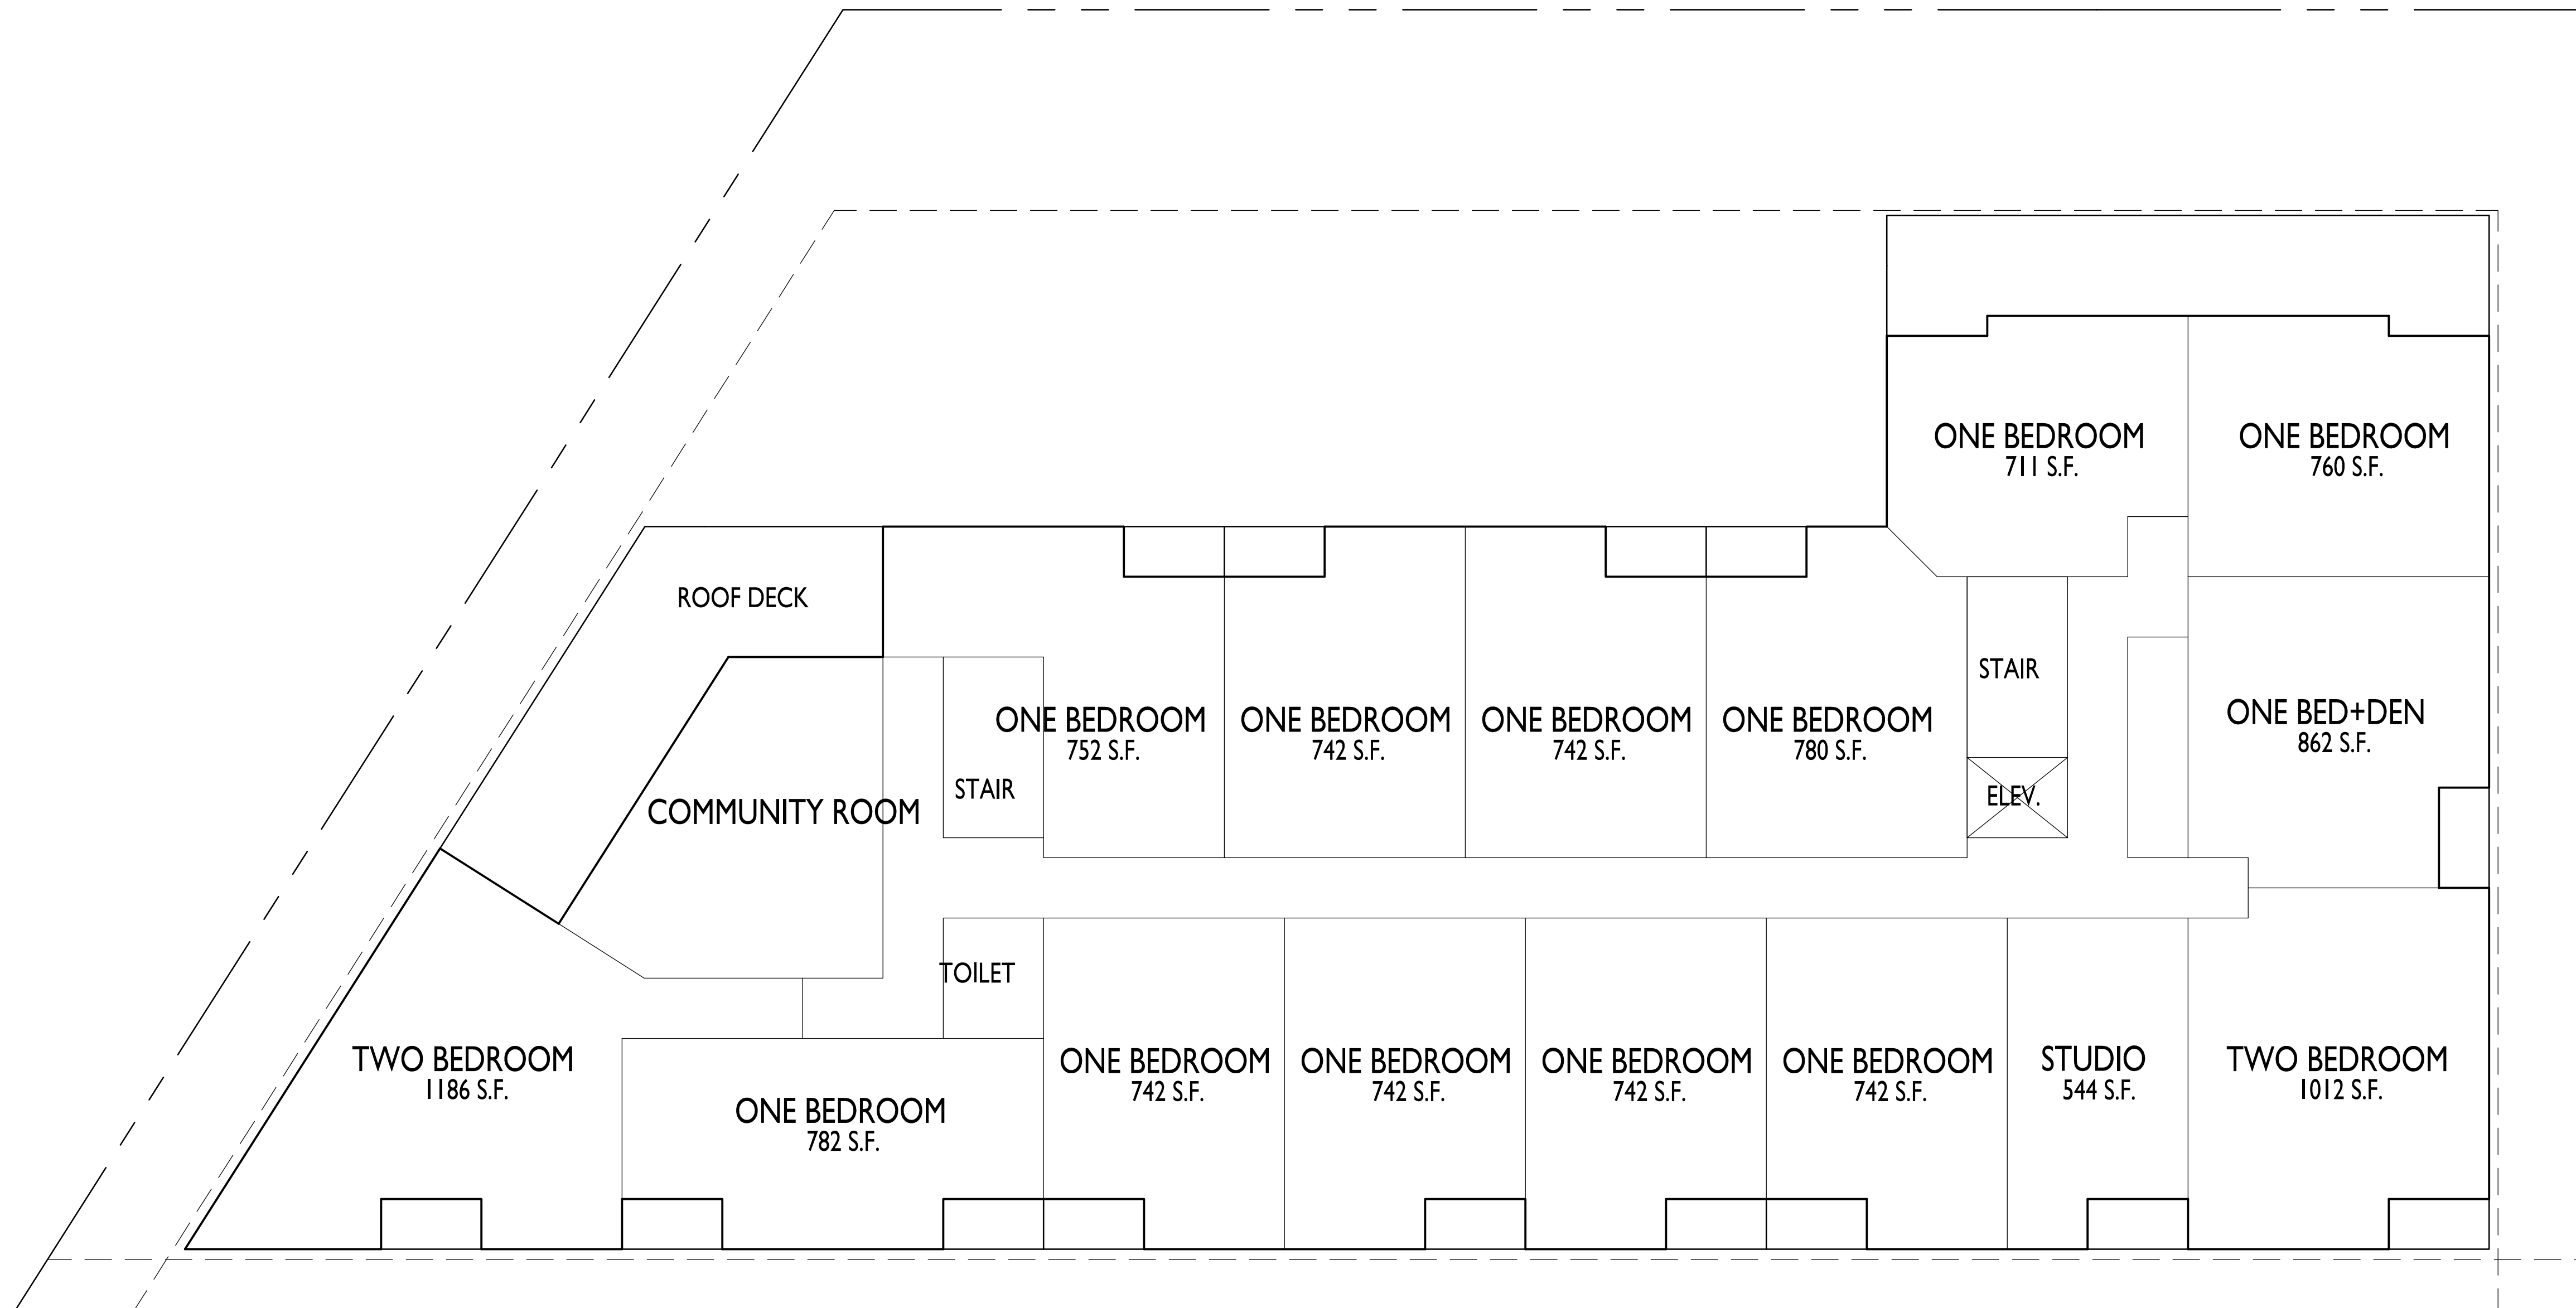 ONE BEDROOM
711 S.F.
ONE BEDROOM
760 S.F.
ROOF DECK
STAIR
ONE BEDROOM
752 S.F.
ONE BEDROOM
742 S.F.
ONE BEDROOM
742 S.F.
ONE BEDROOM
780 S.F.
ONE BED+DEN
862 S.F.
STAIR
ELEV.
COMMUNITY ROOM
TOILET
TWO BEDROOM
1186 S.F.
ONE BEDROOM
782 S.F.
ONE BEDROOM
742 S.F.
ONE BEDROOM
742 S.F.
ONE BEDROOM
742 S.F.
ONE BEDROOM
742 S.F.
STUDIO
544 S.F.
TWO BEDROOM
1012 S.F.